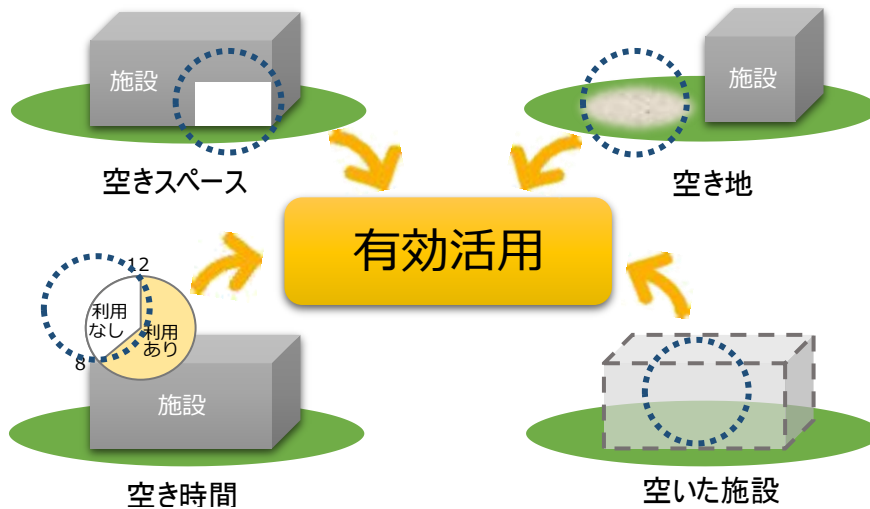 施設
施設
空きスペース
空き地
有効活用
12
利用
なし
利用
あり
8
施設
空き時間
空いた施設